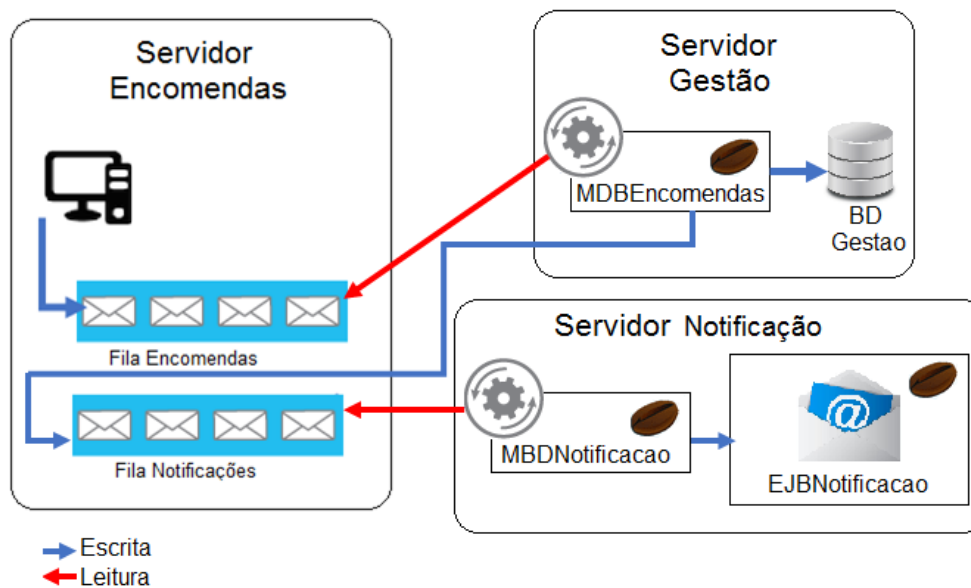 Servidor
Encomendas
Fila Encomendas
Fila Notificações
Servidor
Gestão
MDBEncomendas
BD
Gestao
Servidor Notificação
MBDNotificacao
@
EJBNotificacao
Escrita
Leitura